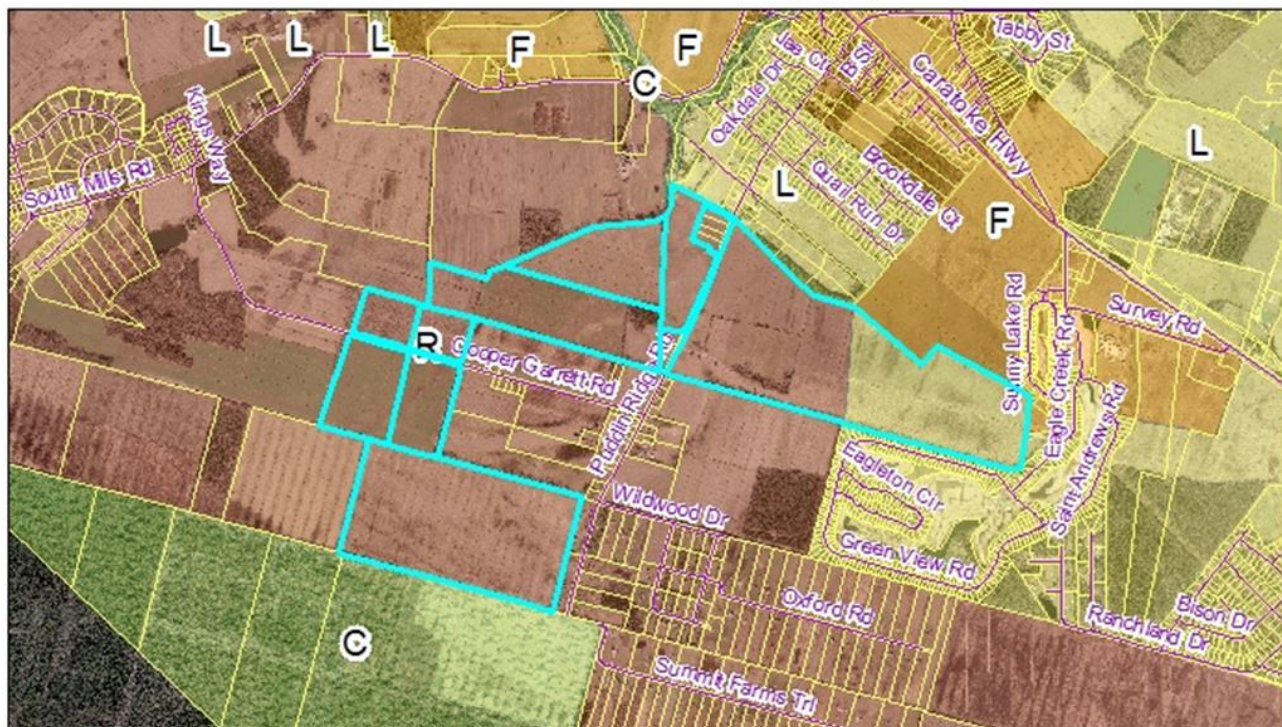 L
L
L
F
F
C
Jae Ct
Oakdale Dr
Caratoke Hwy
Tabby St
L
Kings Way
South Mills Rd
Brookdale Ct
Quail Run Dr
L
F
Survey Rd
Sunny Lake Rd
Eagle Creek Rd
R
Cooper Garrett Rd
Puddin Ridge Rd
Saint Andrews Rd
Eagleton Cir
Wildwood Dr
Green View Rd
Oxford Rd
Bison Dr
Ranchland Dr
C
Summit Farms Trl